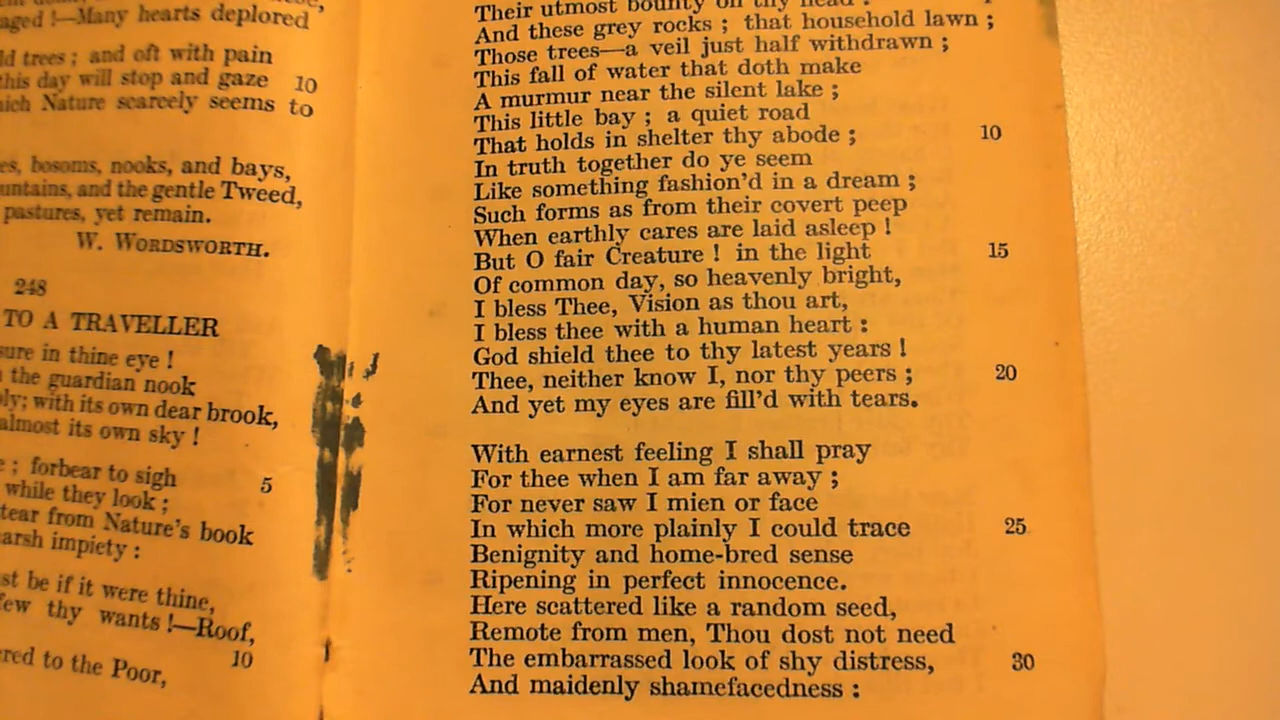 aged !—Many hearts deplored
ld trees ; and oft with pain
this day will stop and gaze 10
ich Nature scarcely seems to
es, bosoms, nooks, and bays,
untains, and the gentle Tweed,
pastures, yet remain.
W. WORDSWORTH.
248
TO A TRAVELLER
sure in thine eye !
the guardian nook
ly; with its own dear brook,
almost its own sky !
e ; forbear to sigh 5
while they look ;
tear from Nature's book
arsh impiety :
st be if it were thine,
few thy wants !—Roof,
10
red to the Poor,
Their utmost bounty on thy head !
And these grey rocks ; that household lawn ;
Those trees—a veil just half withdrawn ;
This fall of water that doth make
A murmur near the silent lake ;
This little bay ; a quiet road
That holds in shelter thy abode ; 10
In truth together do ye seem
Like something fashion'd in a dream ;
Such forms as from their covert peep
When earthly cares are laid asleep !
But O fair Creature ! in the light 15
Of common day, so heavenly bright,
I bless Thee, Vision as thou art,
I bless thee with a human heart :
God shield thee to thy latest years !
Thee, neither know I, nor thy peers ; 20
And yet my eyes are fill'd with tears.
With earnest feeling I shall pray
For thee when I am far away ;
For never saw I mien or face
In which more plainly I could trace 25
Benignity and home-bred sense
Ripening in perfect innocence.
Here scattered like a random seed,
Remote from men, Thou dost not need
The embarrassed look of shy distress, 30
And maidenly shamefacedness :